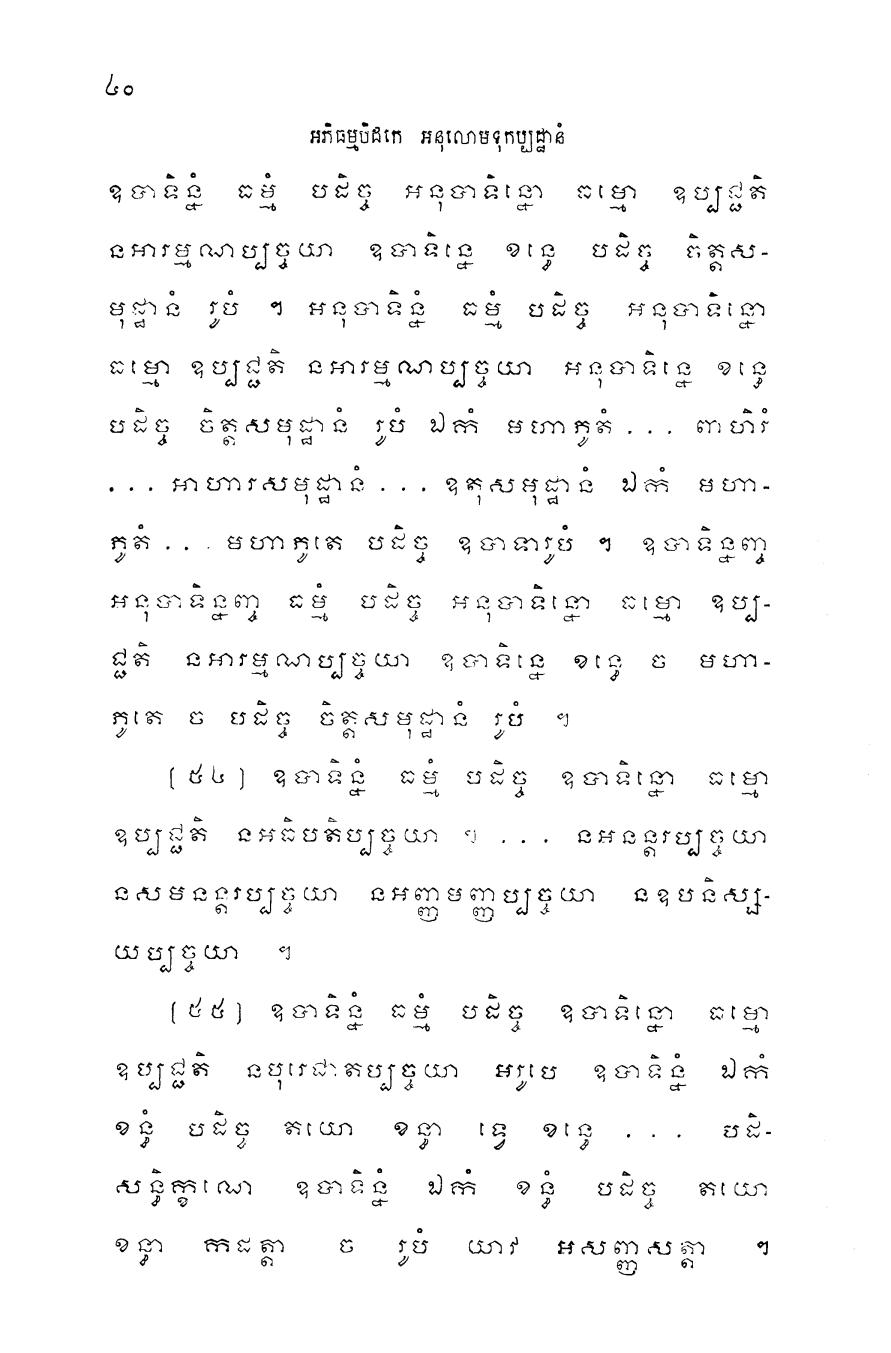 ៤០
អភិធម្មបិដកេ អនុលោមទុកប្បដ្ឋានំ
ឧបាទិន្នំ ធម្មំ បដិច្ច អនុបាទិន្នោ ធម្មោ ឧប្បជ្ជតិ
នអារម្មណប្បច្ចយា ឧបាទិន្នេ ខន្ធេ បដិច្ច ចិត្តស-
មុដ្ឋានំ រូបំ ។ អនុបាទិន្នំ ធម្មំ បដិច្ច អនុបាទិន្នោ
ធម្មោ ឧប្បជ្ជតិ នអារម្មណប្បច្ចយា អនុបាទិន្នេ ខន្ធេ
បដិច្ច ចិត្តសមុដ្ឋានំ រូបំ ឯកំ មហាភូតំ . . . ពាហិរំ
. . . អាហារសមុដ្ឋានំ . . . ឧតុសមុដ្ឋានំ ឯកំ មហា-
ភូតំ . . . មហាភូតេ បដិច្ច ឧបាទារូបំ ។ ឧបាទិន្នញ្ច
អនុបាទិន្នញ្ច ធម្មំ បដិច្ច អនុបាទិន្នោ ធម្មោ ឧប្ប-
ជ្ជតិ នអារម្មណប្បច្ចយា ឧបាទិន្នេ ខន្ធេ ច មហា-
ភូតេ ច បដិច្ច ចិត្តសមុដ្ឋានំ រូបំ ។
(៥៤) ឧបាទិន្នំ ធម្មំ បដិច្ច ឧបាទិន្នោ ធម្មោ
ឧប្បជ្ជតិ នអធិបតិប្បច្ចយា ។ . . . នអនន្តរប្បច្ចយា
នសមនន្តរប្បច្ចយា នអញ្ញមញ្ញប្បច្ចយា នឧបនិស្ស-
យប្បច្ចយា ។
(៥៥) ឧបាទិន្នំ ធម្មំ បដិច្ច ឧបាទិន្នោ ធម្មោ
ឧប្បជ្ជតិ នបុរេជាតប្បច្ចយា អរូបេ ឧបាទិន្នំ ឯកំ
ខន្ធំ បដិច្ច តយោ ខន្ធា ទ្វេ ខន្ធេ . . . បដិ-
សន្ធិក្ខណេ ឧបាទិន្នំ ឯកំ ខន្ធំ បដិច្ច តយោ
ខន្ធា កដត្តា ច រូបំ យាវ អសញ្ញសត្តា ។